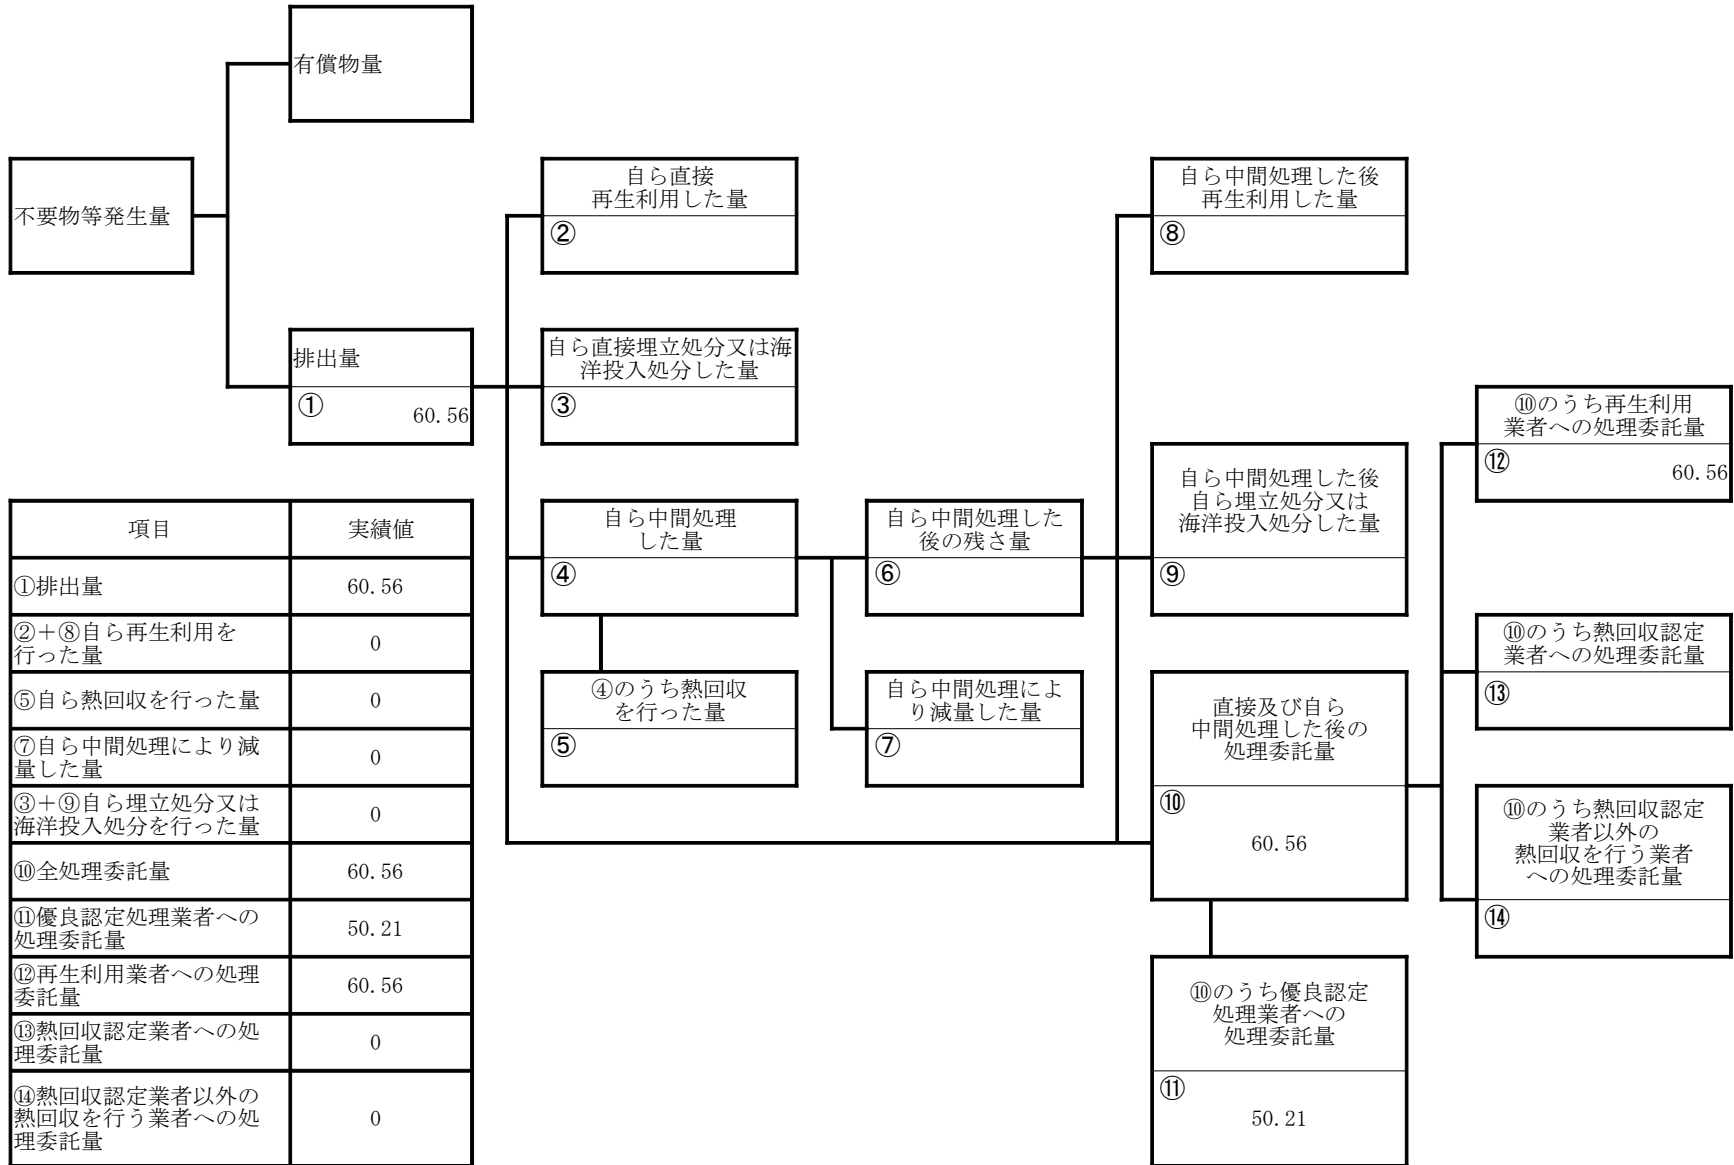 有償物量
不要物等発生量
自ら直接
再生利用した量
②
自ら中間処理した後
再生利用した量
⑧
排出量
①
60.56
自ら直接埋立処分又は海
洋投入処分した量
③
⑩のうち再生利用
業者への処理委託量
⑫
60.56
自ら中間処理
した量
④
自ら中間処理した
後の残さ量
⑥
自ら中間処理した後
自ら埋立処分又は
海洋投入処分した量
⑨
⑩のうち熱回収認定
業者への処理委託量
⑬
④のうち熱回収
を行った量
⑤
自ら中間処理によ
り減量した量
⑦
直接及び自ら
中間処理した後の
処理委託量
⑩
60.56
⑩のうち熱回収認定
業者以外の
熱回収を行う業者
への処理委託量
⑭
⑩のうち優良認定
処理業者への
処理委託量
⑪
50.21
項目 実績値
①排出量 60.56
②+⑧自ら再生利用を
行った量 0
⑤自ら熱回収を行った量 0
⑦自ら中間処理により減
量した量 0
③+⑨自ら埋立処分又は
海洋投入処分を行った量 0
⑩全処理委託量 60.56
⑪優良認定処理業者への
処理委託量 50.21
⑫再生利用業者への処理
委託量 60.56
⑬熱回収認定業者への処
理委託量 0
⑭熱回収認定業者以外の
熱回収を行う業者への処
理委託量 0